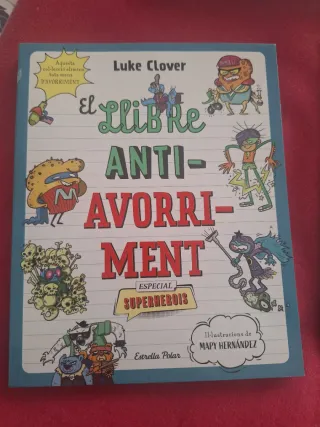 Luke Clover
El
LLiBRe
ANTI-
AVORRI-
MENT
ESPECIAL
SUPERHEROIS
Il·lustracions de
MAPY HERNÁNDEZ
Estrella Polar